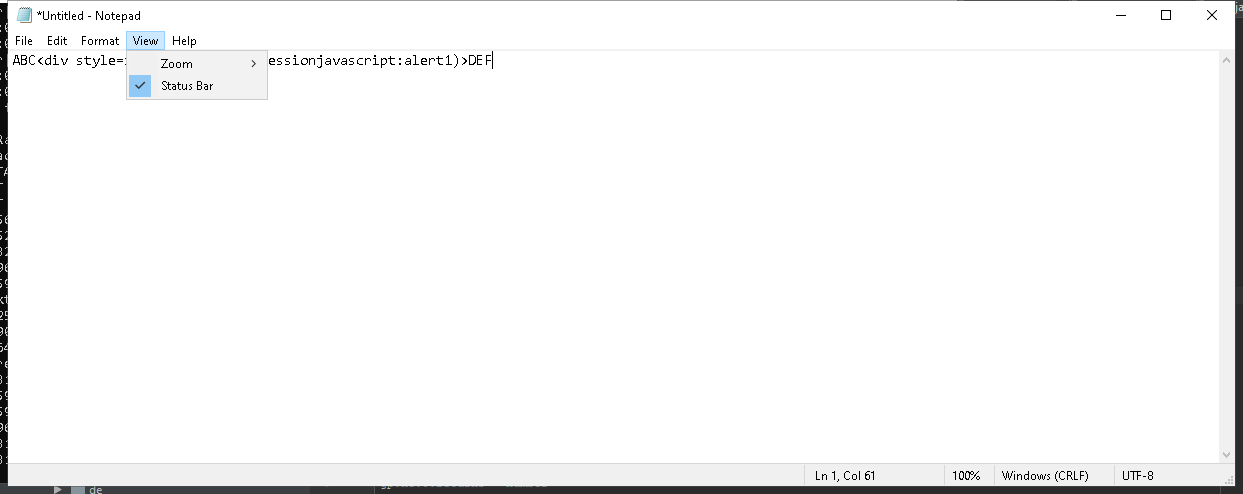 *Untitled - Notepad
File Edit Format View Help
ABC<div style= essionjavascript:alert1)>DEF
Zoom
Status Bar
Ln 1, Col 61 100% Windows (CRLF) UTF-8
de